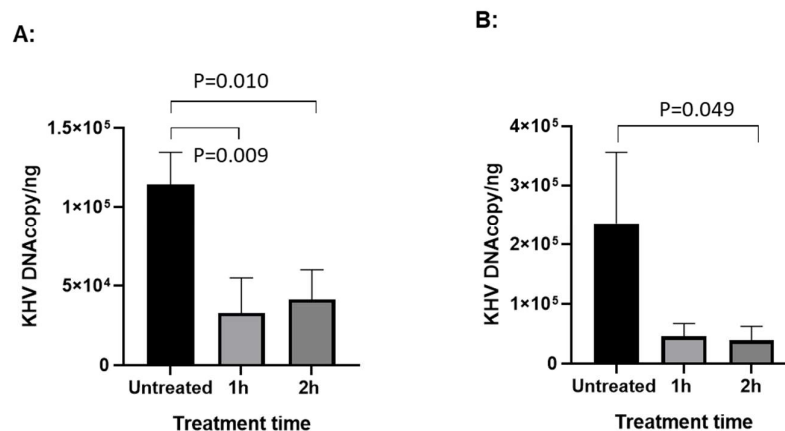 A:
P=0.010
P=0.009
KHV DNAcopy/ng
1.5×10⁵
1×10⁵
5×10⁴
0
Untreated 1h 2h
Treatment time
B:
P=0.049
KHV DNAcopy/ng
4×10⁵
3×10⁵
2×10⁵
1×10⁵
0
Untreated 1h 2h
Treatment time